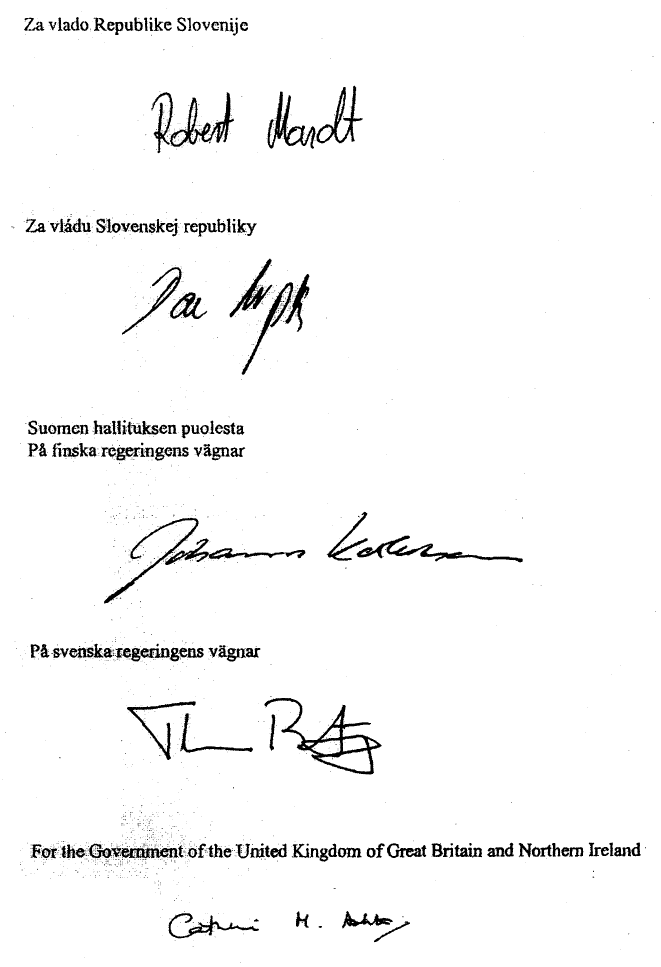 Za vlado Republike Slovenije
Robert Marolt
Za vládu Slovenskej republiky
Suomen hallituksen puolesta
På finska regeringens vägnar
Johannes
På svenska regeringens vägnar
For the Government of the United Kingdom of Great Britain and Northern Ireland
M.